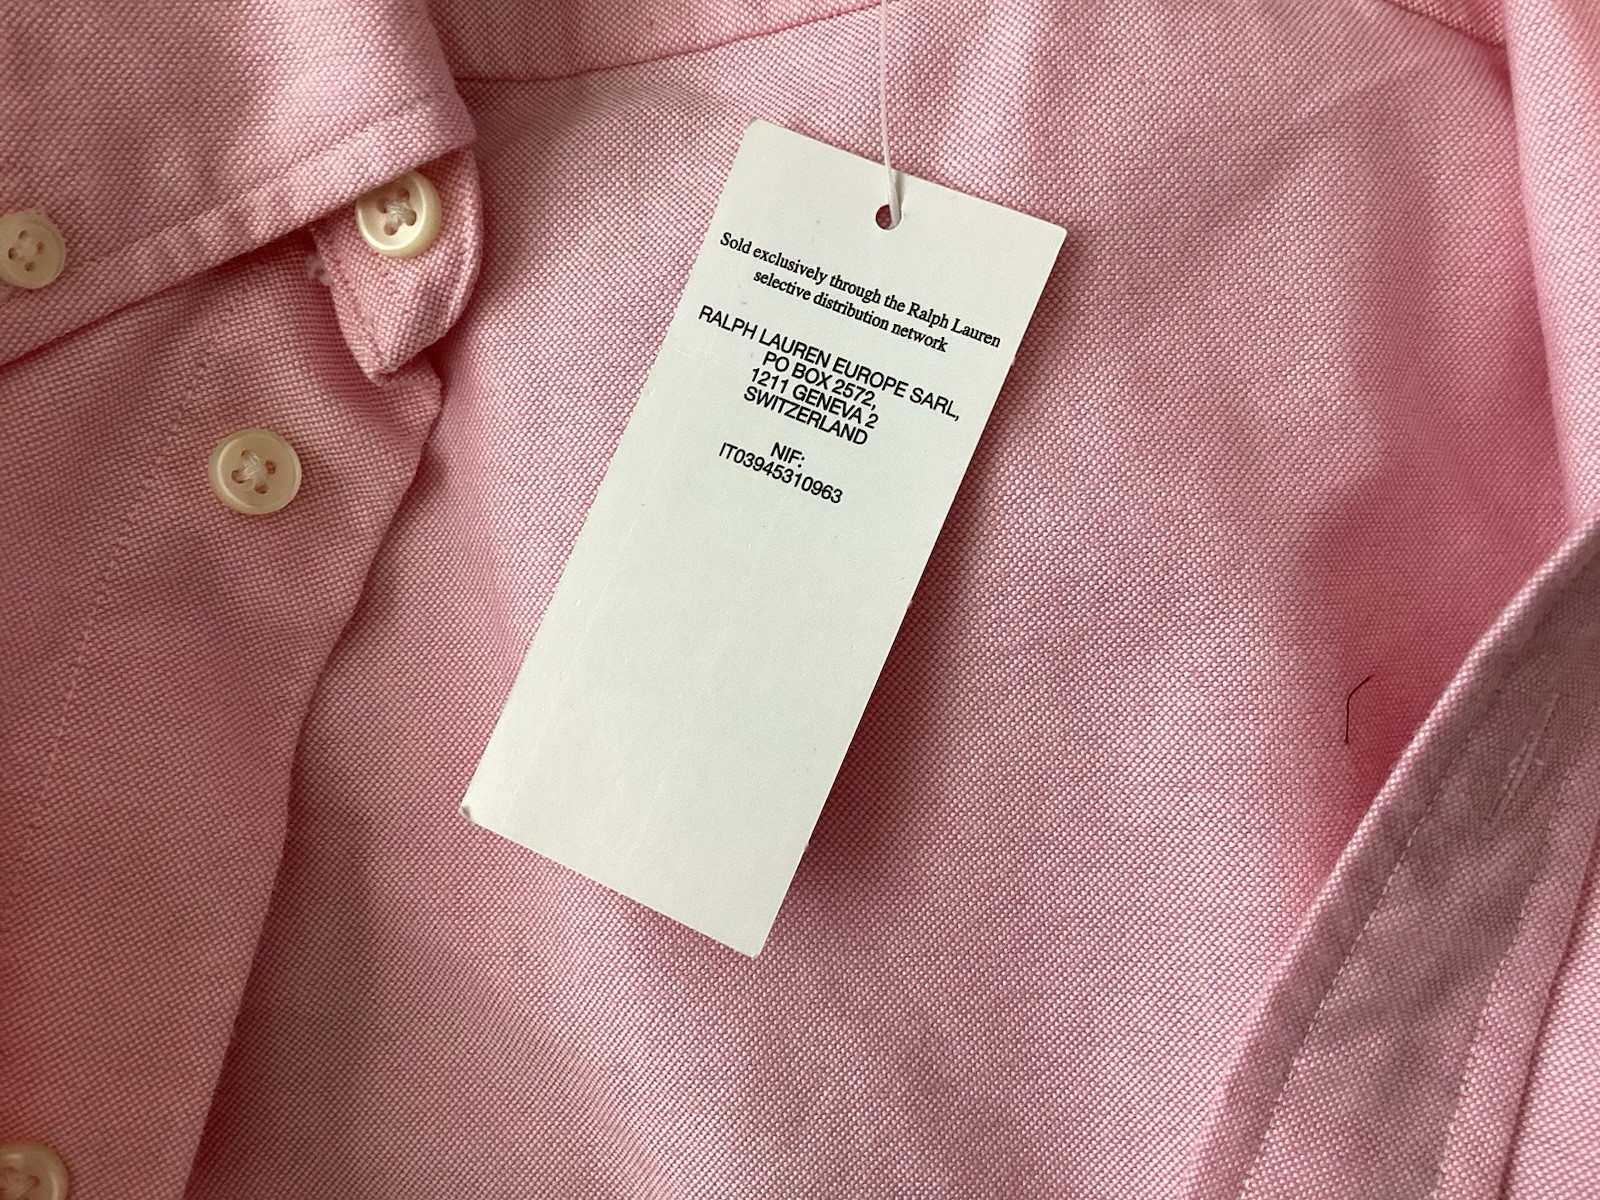 Sold exclusively through the Ralph Lauren
selective distribution network
RALPH LAUREN EUROPE SARL,
PO BOX 2572,
1211 GENEVA 2
SWITZERLAND
NIF:
IT03945310963